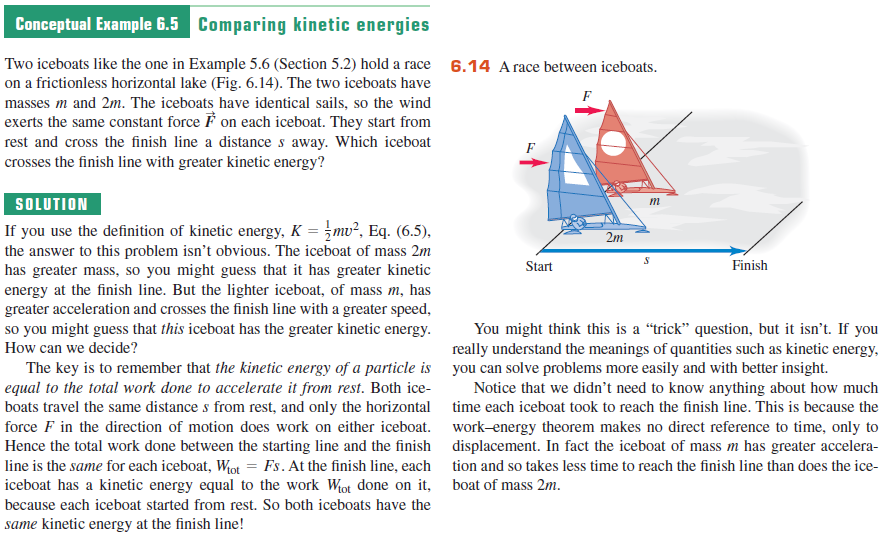 Conceptual Example 6.5 Comparing kinetic energies
Two iceboats like the one in Example 5.6 (Section 5.2) hold a race
on a frictionless horizontal lake (Fig. 6.14). The two iceboats have
masses m and 2m. The iceboats have identical sails, so the wind
exerts the same constant force F⃗ on each iceboat. They start from
rest and cross the finish line a distance s away. Which iceboat
crosses the finish line with greater kinetic energy?
SOLUTION
If you use the definition of kinetic energy, K = ½mv², Eq. (6.5),
the answer to this problem isn't obvious. The iceboat of mass 2m
has greater mass, so you might guess that it has greater kinetic
energy at the finish line. But the lighter iceboat, of mass m, has
greater acceleration and crosses the finish line with a greater speed,
so you might guess that this iceboat has the greater kinetic energy.
How can we decide?
The key is to remember that the kinetic energy of a particle is
equal to the total work done to accelerate it from rest. Both ice-
boats travel the same distance s from rest, and only the horizontal
force F in the direction of motion does work on either iceboat.
Hence the total work done between the starting line and the finish
line is the same for each iceboat, Wtot = Fs. At the finish line, each
iceboat has a kinetic energy equal to the work Wtot done on it,
because each iceboat started from rest. So both iceboats have the
same kinetic energy at the finish line!
6.14 A race between iceboats.
F
F
m
2m
s
Start
Finish
You might think this is a “trick” question, but it isn't. If you
really understand the meanings of quantities such as kinetic energy,
you can solve problems more easily and with better insight.
Notice that we didn't need to know anything about how much
time each iceboat took to reach the finish line. This is because the
work–energy theorem makes no direct reference to time, only to
displacement. In fact the iceboat of mass m has greater accelera-
tion and so takes less time to reach the finish line than does the ice-
boat of mass 2m.